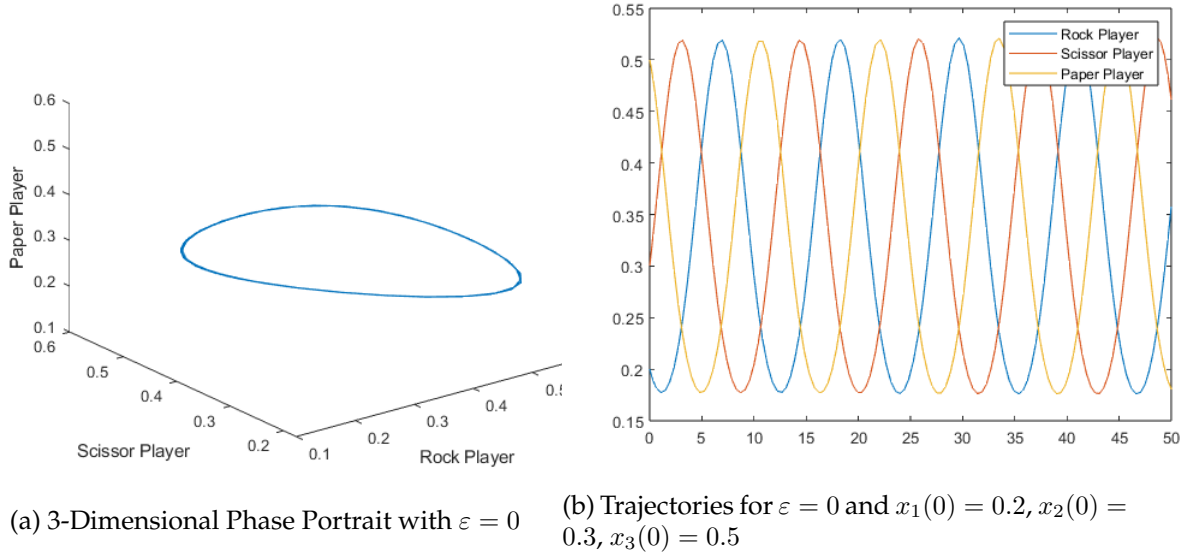 0.6
0.5
0.4
0.3
0.2
0.1
Paper Player
0.6
0.5
0.4
0.3
0.2
Scissor Player
0.1
0.2
0.3
0.4
0.5
Rock Player
0.55
0.5
0.45
0.4
0.35
0.3
0.25
0.2
0.15
0 5 10 15 20 25 30 35 40 45 50
Rock Player
Scissor Player
Paper Player
(a) 3-Dimensional Phase Portrait with ε = 0
(b) Trajectories for ε = 0 and x₁(0) = 0.2, x₂(0) =
0.3, x₃(0) = 0.5